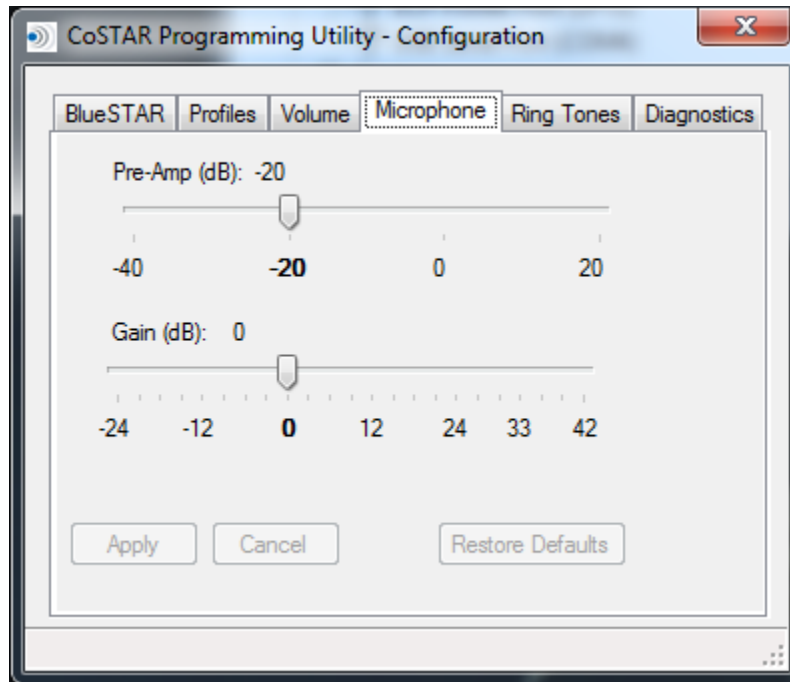 CoSTAR Programming Utility - Configuration
BlueSTAR Profiles Volume Microphone Ring Tones Diagnostics
Pre-Amp (dB): -20
-40 -20 0 20
Gain (dB): 0
-24 -12 0 12 24 33 42
Apply Cancel Restore Defaults